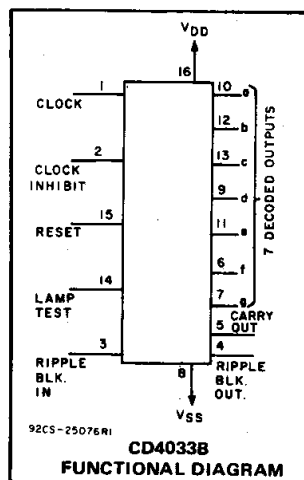 VDD
16
1
CLOCK
2
CLOCK
INHIBIT
15
RESET
14
LAMP
TEST
3
RIPPLE
BLK.
IN
10 a
12 b
13 c
9 d
11 e
6 f
7 g
7 DECODED OUTPUTS
CARRY
5 OUT
4
RIPPLE
BLK.
OUT.
8
VSS
92CS-25076R1
CD4033B
FUNCTIONAL DIAGRAM